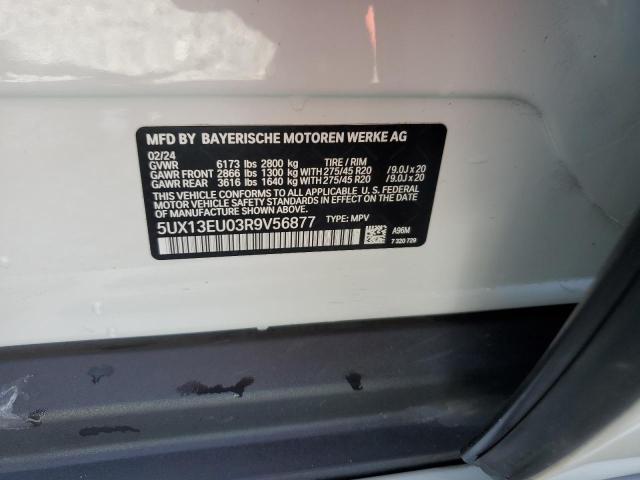 MFD BY BAYERISCHE MOTOREN WERKE AG
02/24
GVWR 6173 lbs 2800 kg TIRE / RIM
GAWR FRONT 2866 lbs 1300 kg WITH 275/45 R20 /9.0J x 20
GAWR REAR 3616 lbs 1640 kg WITH 275/45 R20 /9.0J x 20
THIS VEHICLE CONFORMS TO ALL APPLICABLE U. S. FEDERAL
MOTOR VEHICLE SAFETY STANDARDS IN EFFECT ON THE DATE OF
MANUFACTURE SHOWN ABOVE.
5UX13EU03R9V56877 TYPE: MPV
A96M
7 320 729